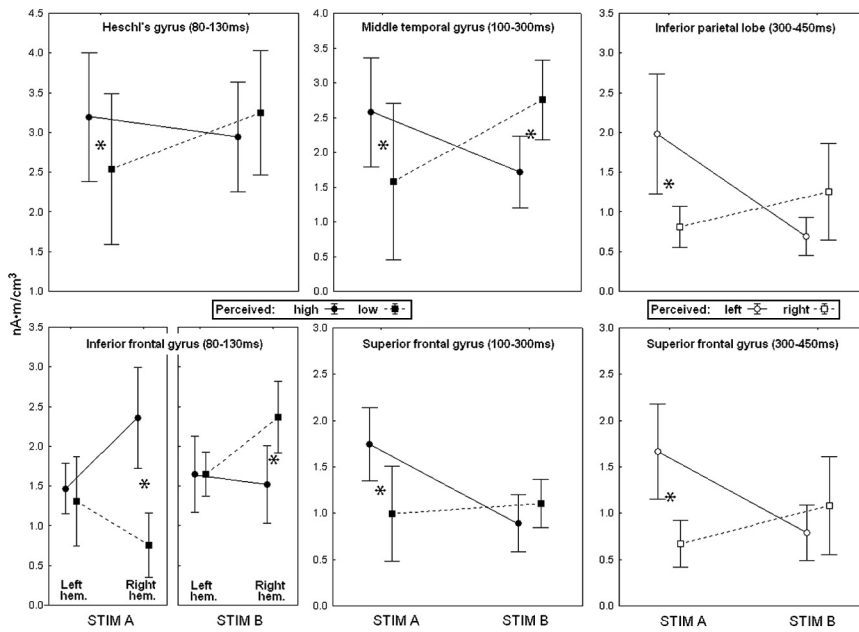 Heschl's gyrus (80-130ms)
4.5
4.0
3.5
3.0
2.5
2.0
1.5
1.0
*
Middle temporal gyrus (100-300ms)
4.0
3.5
3.0
2.5
2.0
1.5
1.0
0.5
0.0
*
*
Inferior parietal lobe (300-450ms)
3.5
3.0
2.5
2.0
1.5
1.0
0.5
0.0
*
nA•m/cm³
Perceived: high low
Perceived: left right
Inferior frontal gyrus (80-130ms)
3.5
3.0
2.5
2.0
1.5
1.0
0.5
0.0
*
*
Left hem.
Right hem.
Left hem.
Right hem.
STIM A
STIM B
Superior frontal gyrus (100-300ms)
3.0
2.5
2.0
1.5
1.0
0.5
0.0
*
STIM A
STIM B
Superior frontal gyrus (300-450ms)
3.0
2.5
2.0
1.5
1.0
0.5
0.0
*
STIM A
STIM B